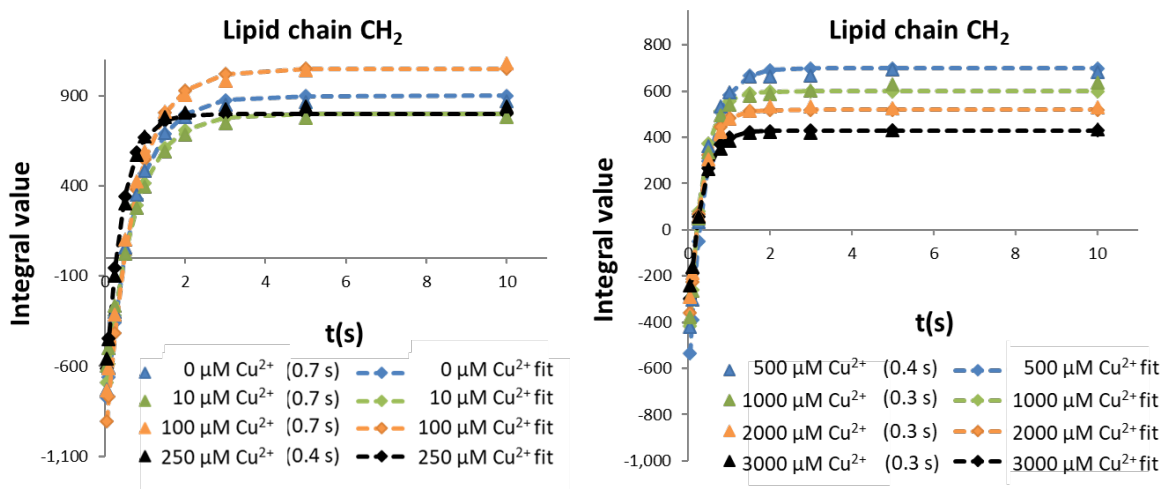 Lipid chain CH₂
Integral value
900
400
-100
-600
-1,100
0 2 4 6 8 10
t(s)
0 µM Cu²⁺ (0.7 s) 0 µM Cu²⁺ fit
10 µM Cu²⁺ (0.7 s) 10 µM Cu²⁺ fit
100 µM Cu²⁺ (0.7 s) 100 µM Cu²⁺ fit
250 µM Cu²⁺ (0.4 s) 250 µM Cu²⁺ fit
Lipid chain CH₂
Integral value
800
600
400
200
0
-200
-400
-600
-800
-1,000
0 2 4 6 8 10
t(s)
500 µM Cu²⁺ (0.4 s) 500 µM Cu²⁺ fit
1000 µM Cu²⁺ (0.3 s) 1000 µM Cu²⁺ fit
2000 µM Cu²⁺ (0.3 s) 2000 µM Cu²⁺ fit
3000 µM Cu²⁺ (0.3 s) 3000 µM Cu²⁺ fit